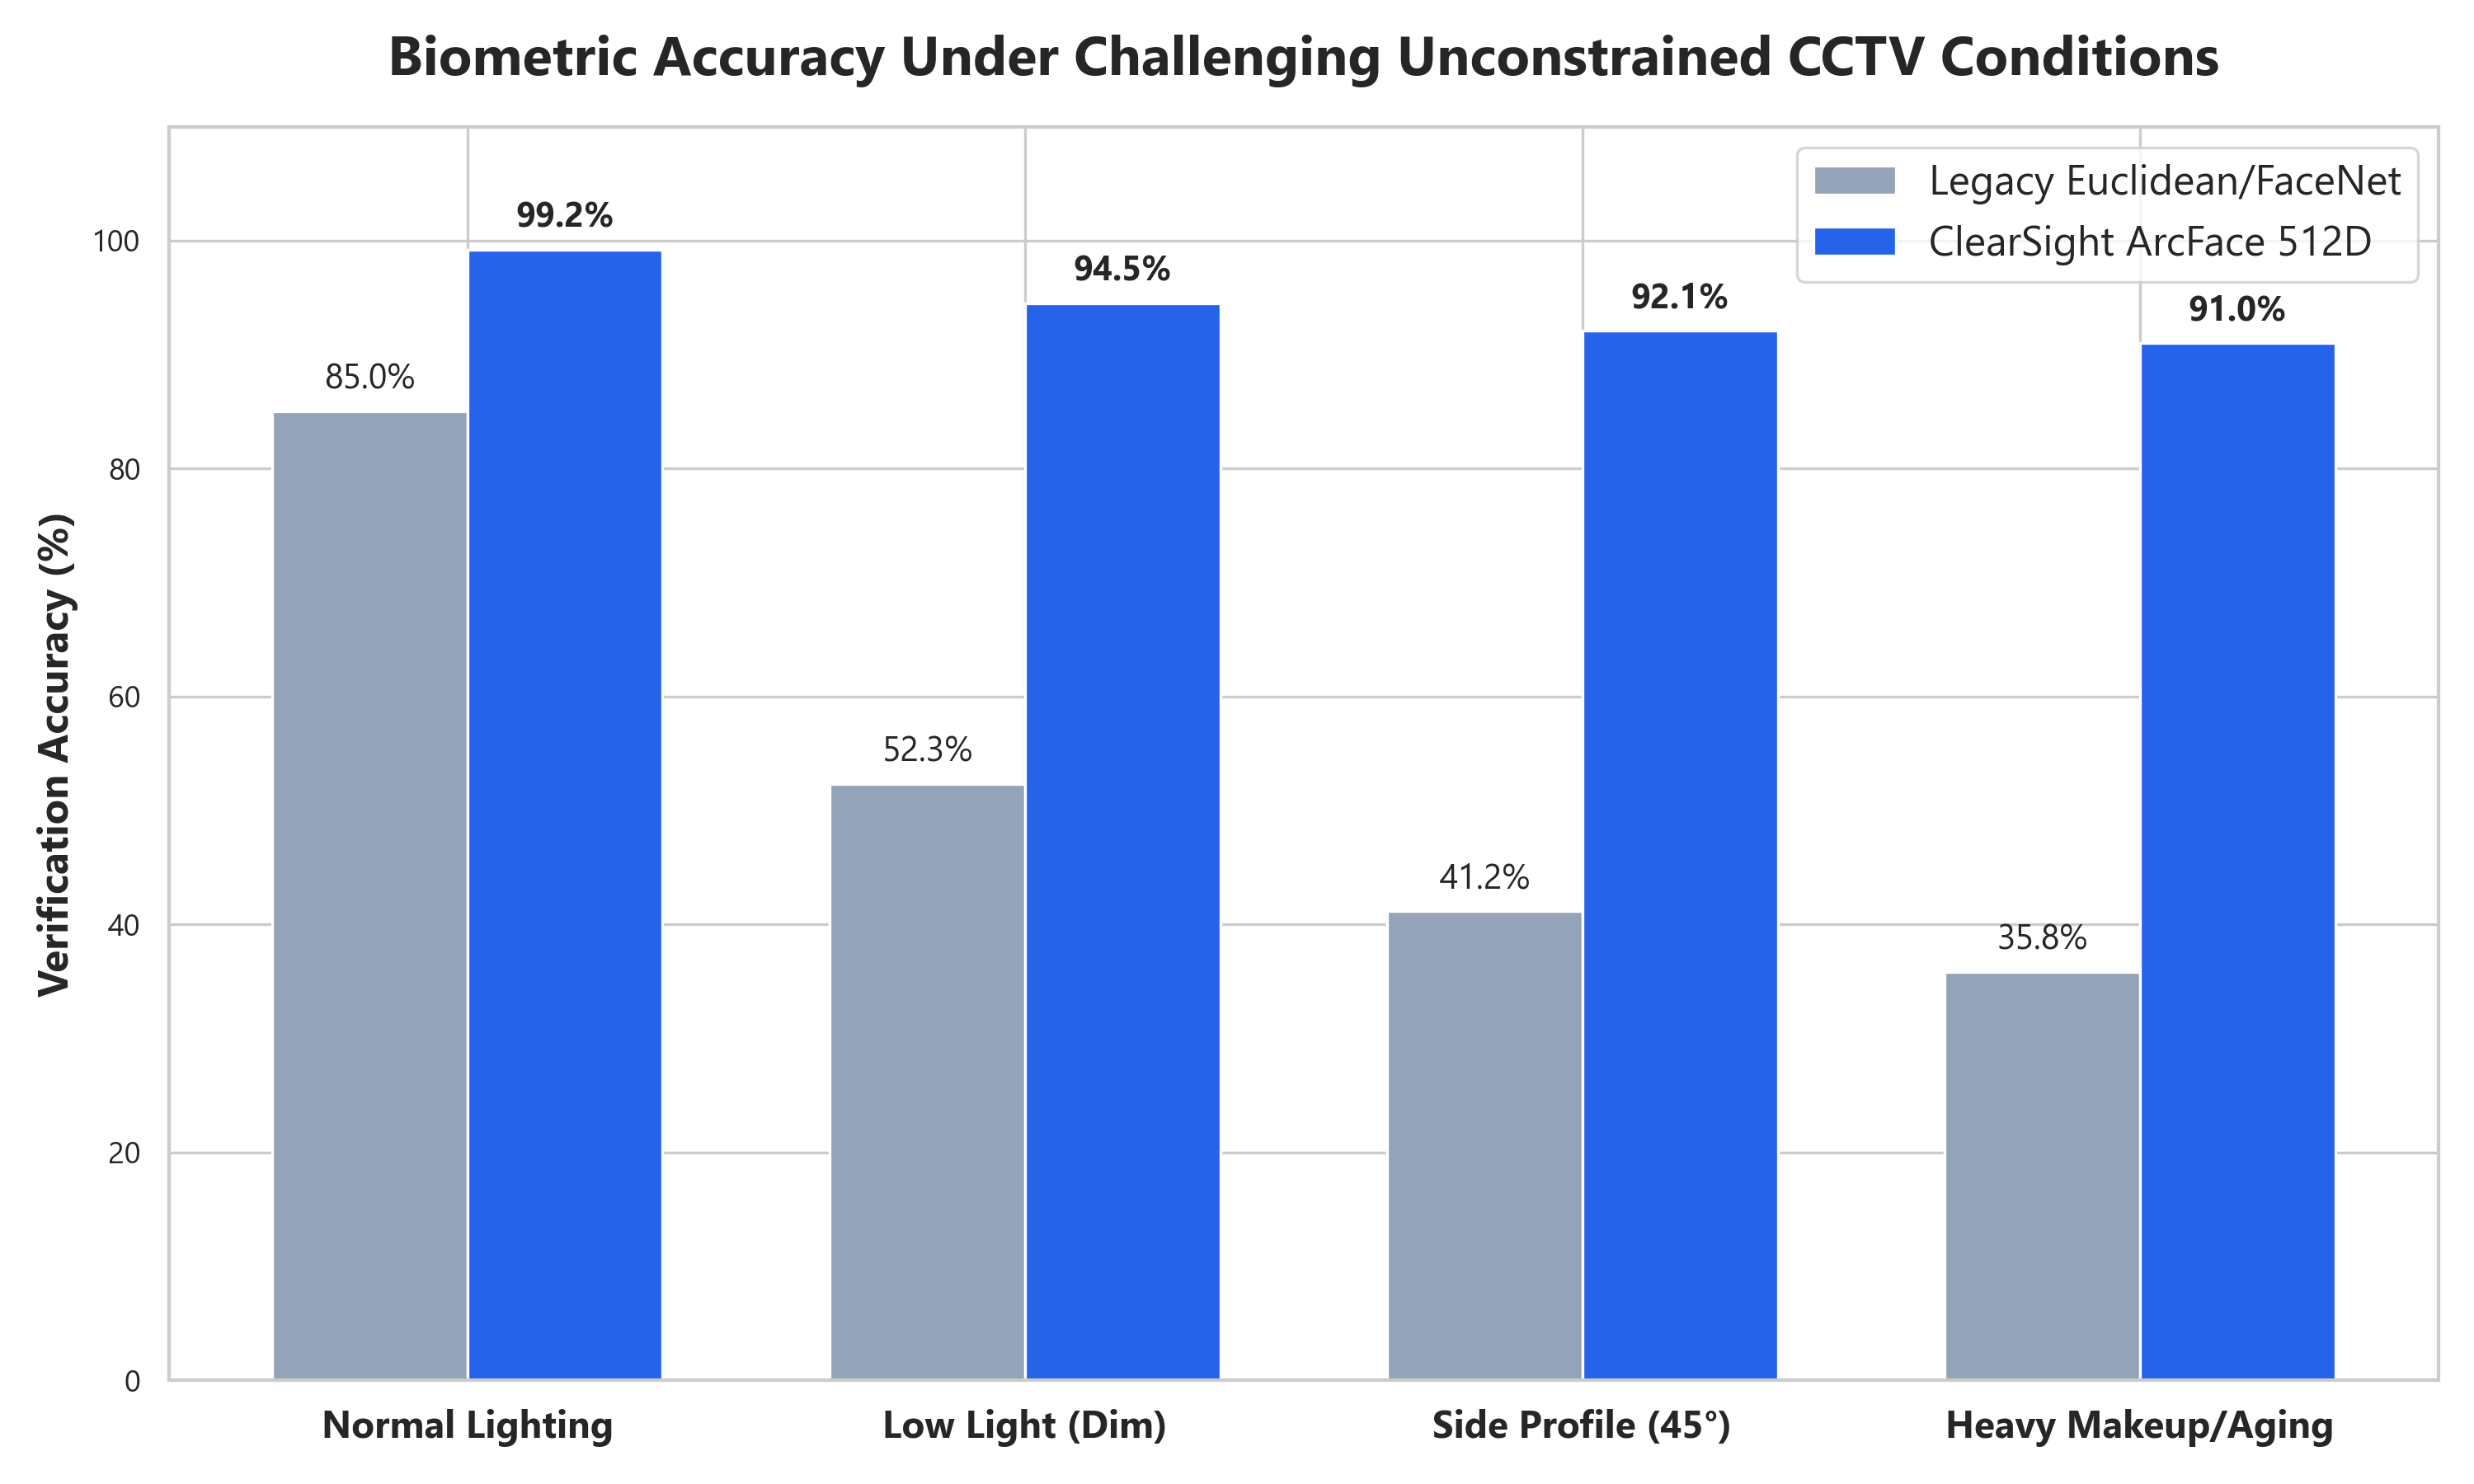 Biometric Accuracy Under Challenging Unconstrained CCTV Conditions
Legacy Euclidean/FaceNet
ClearSight ArcFace 512D
Verification Accuracy (%)
100
80
60
40
20
0
85.0%
99.2%
52.3%
94.5%
41.2%
92.1%
35.8%
91.0%
Normal Lighting
Low Light (Dim)
Side Profile (45°)
Heavy Makeup/Aging